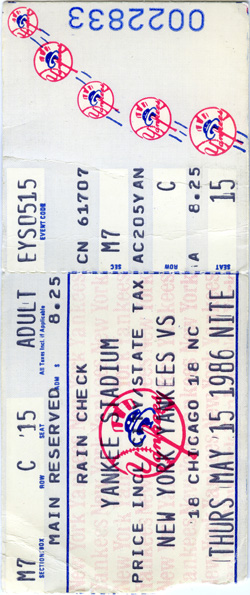 0022833
EYS0515
EVENT CODE
CN 61707
M7 C 15
SEC ROW SEAT
AC205YAN
A 8.25
M7 C '15 ADULT
SECTION/BOX ROW SEAT
MAIN RESERVED 8.25
RAIN CHECK
YANKEE STADIUM
PRICE INCL STATE TAX
NEW YORK YANKEES VS
'18 CHICAGO 18 NC
THURS MAY 15 1986 NITE